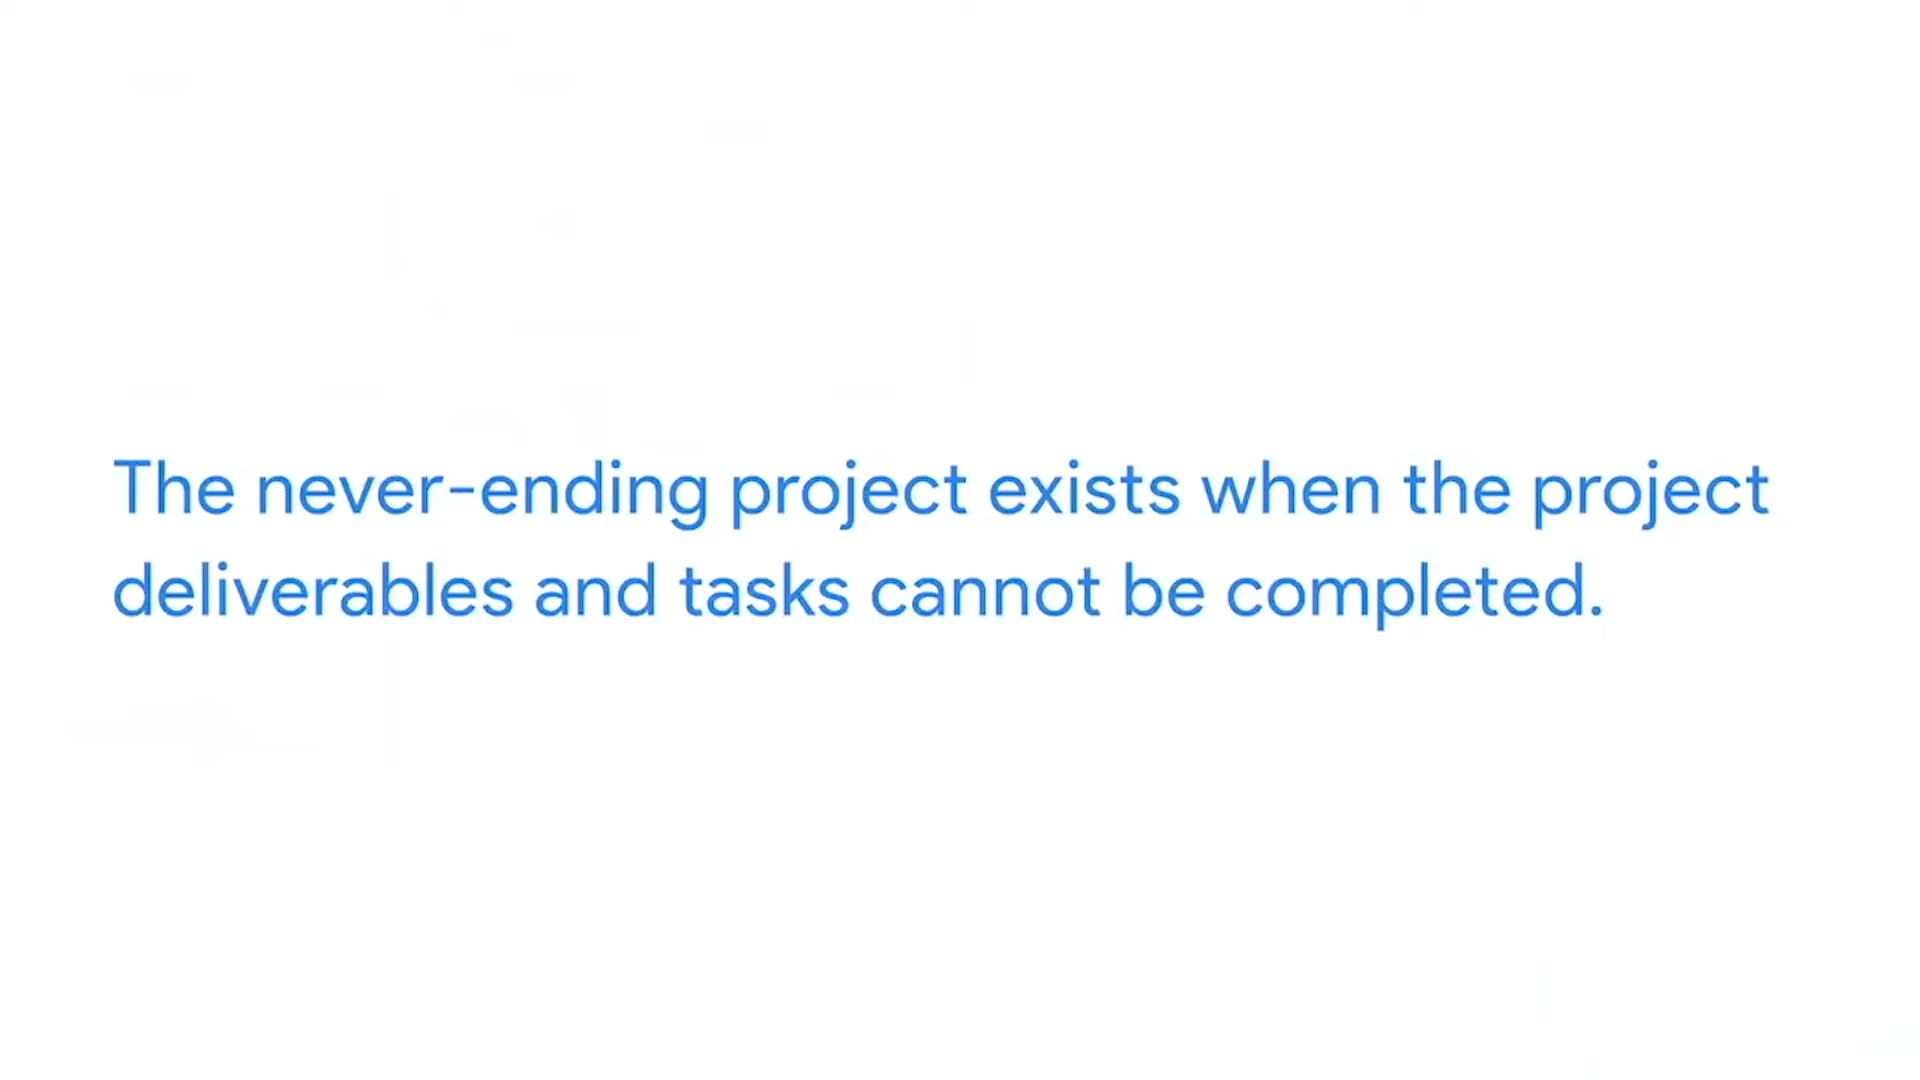 The never-ending project exists when the project
deliverables and tasks cannot be completed.